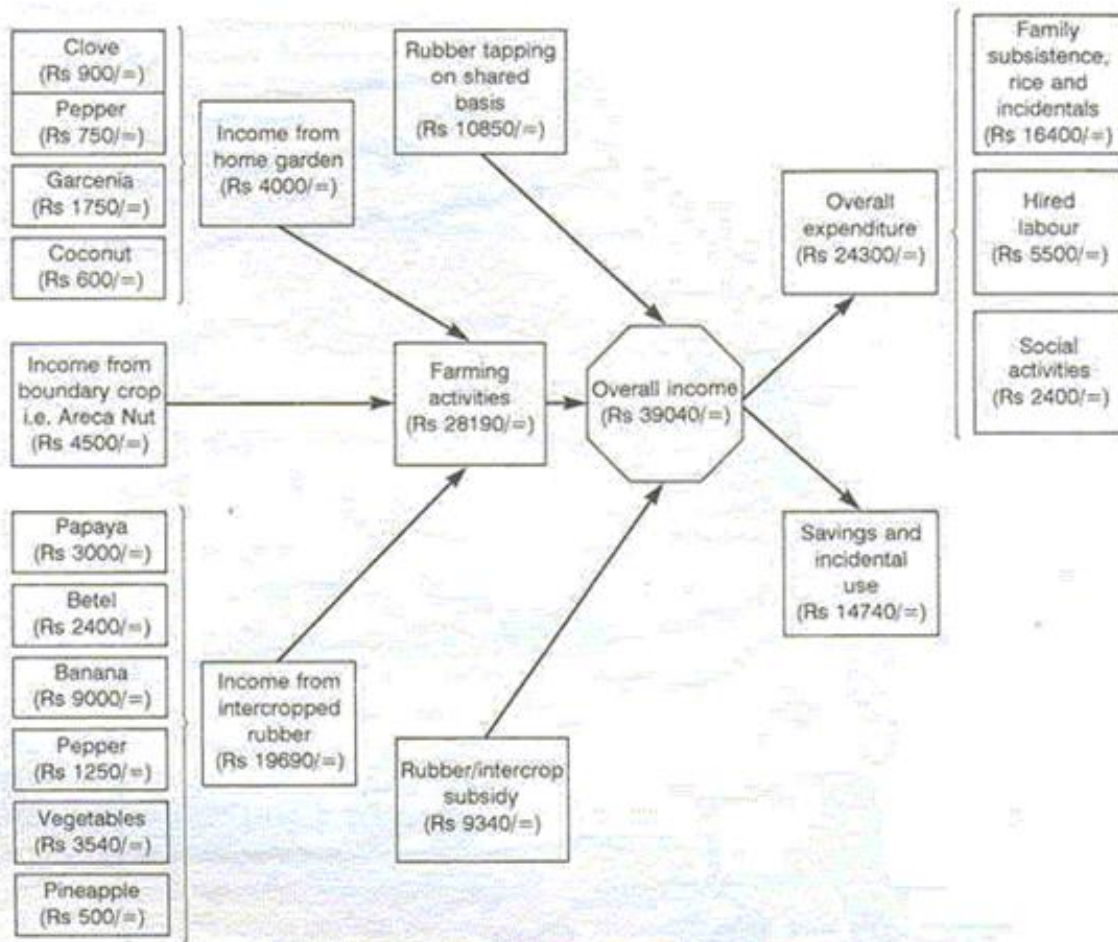 Clove
(Rs 900/=)
Pepper
(Rs 750/=)
Garcenia
(Rs 1750/=)
Coconut
(Rs 600/=)
Income from
home garden
(Rs 4000/=)
Rubber tapping
on shared
basis
(Rs 10850/=)
Income from
boundary crop
i.e. Areca Nut
(Rs 4500/=)
Farming
activities
(Rs 28190/=)
Overall income
(Rs 39040/=)
Papaya
(Rs 3000/=)
Betel
(Rs 2400/=)
Banana
(Rs 9000/=)
Pepper
(Rs 1250/=)
Vegetables
(Rs 3540/=)
Pineapple
(Rs 500/=)
Income from
intercropped
rubber
(Rs 19690/=)
Rubber/intercrop
subsidy
(Rs 9340/=)
Overall
expenditure
(Rs 24300/=)
Family
subsistence,
rice and
incidentals
(Rs 16400/=)
Hired
labour
(Rs 5500/=)
Social
activities
(Rs 2400/=)
Savings and
incidental
use
(Rs 14740/=)